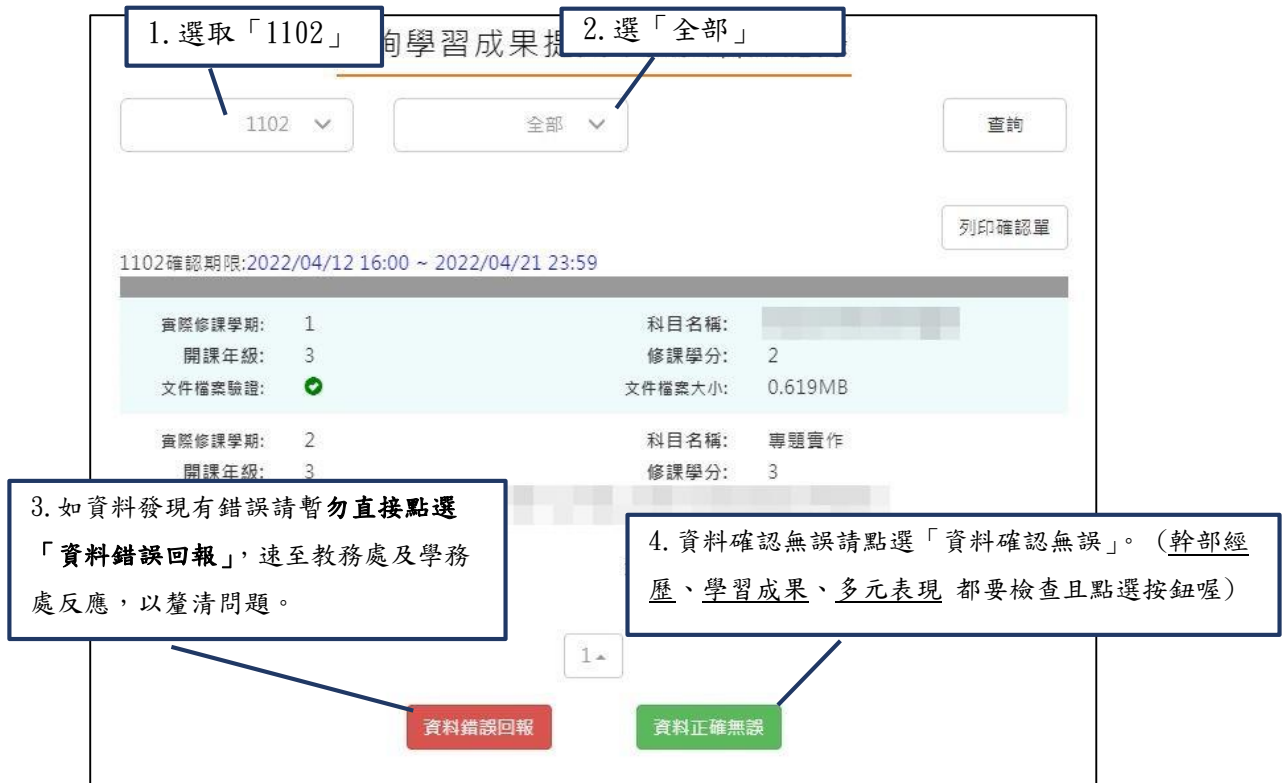 1.選取「1102」
2.選「全部」
詢學習成果提
1102
全部
查詢
列印確認單
1102確認期限:2022/04/12 16:00 ~ 2022/04/21 23:59
實際修課學期: 1
科目名稱:
開課年級: 3
修課學分: 2
文件檔案驗證:
文件檔案大小: 0.619MB
實際修課學期: 2
科目名稱: 專題實作
開課年級: 3
修課學分: 3
3.如資料發現有錯誤請暫勿直接點選
「資料錯誤回報」,速至教務處及學務
處反應,以釐清問題。
4.資料確認無誤請點選「資料確認無誤」。(幹部經
歷、學習成果、多元表現 都要檢查且點選按鈕喔)
1
資料錯誤回報
資料正確無誤